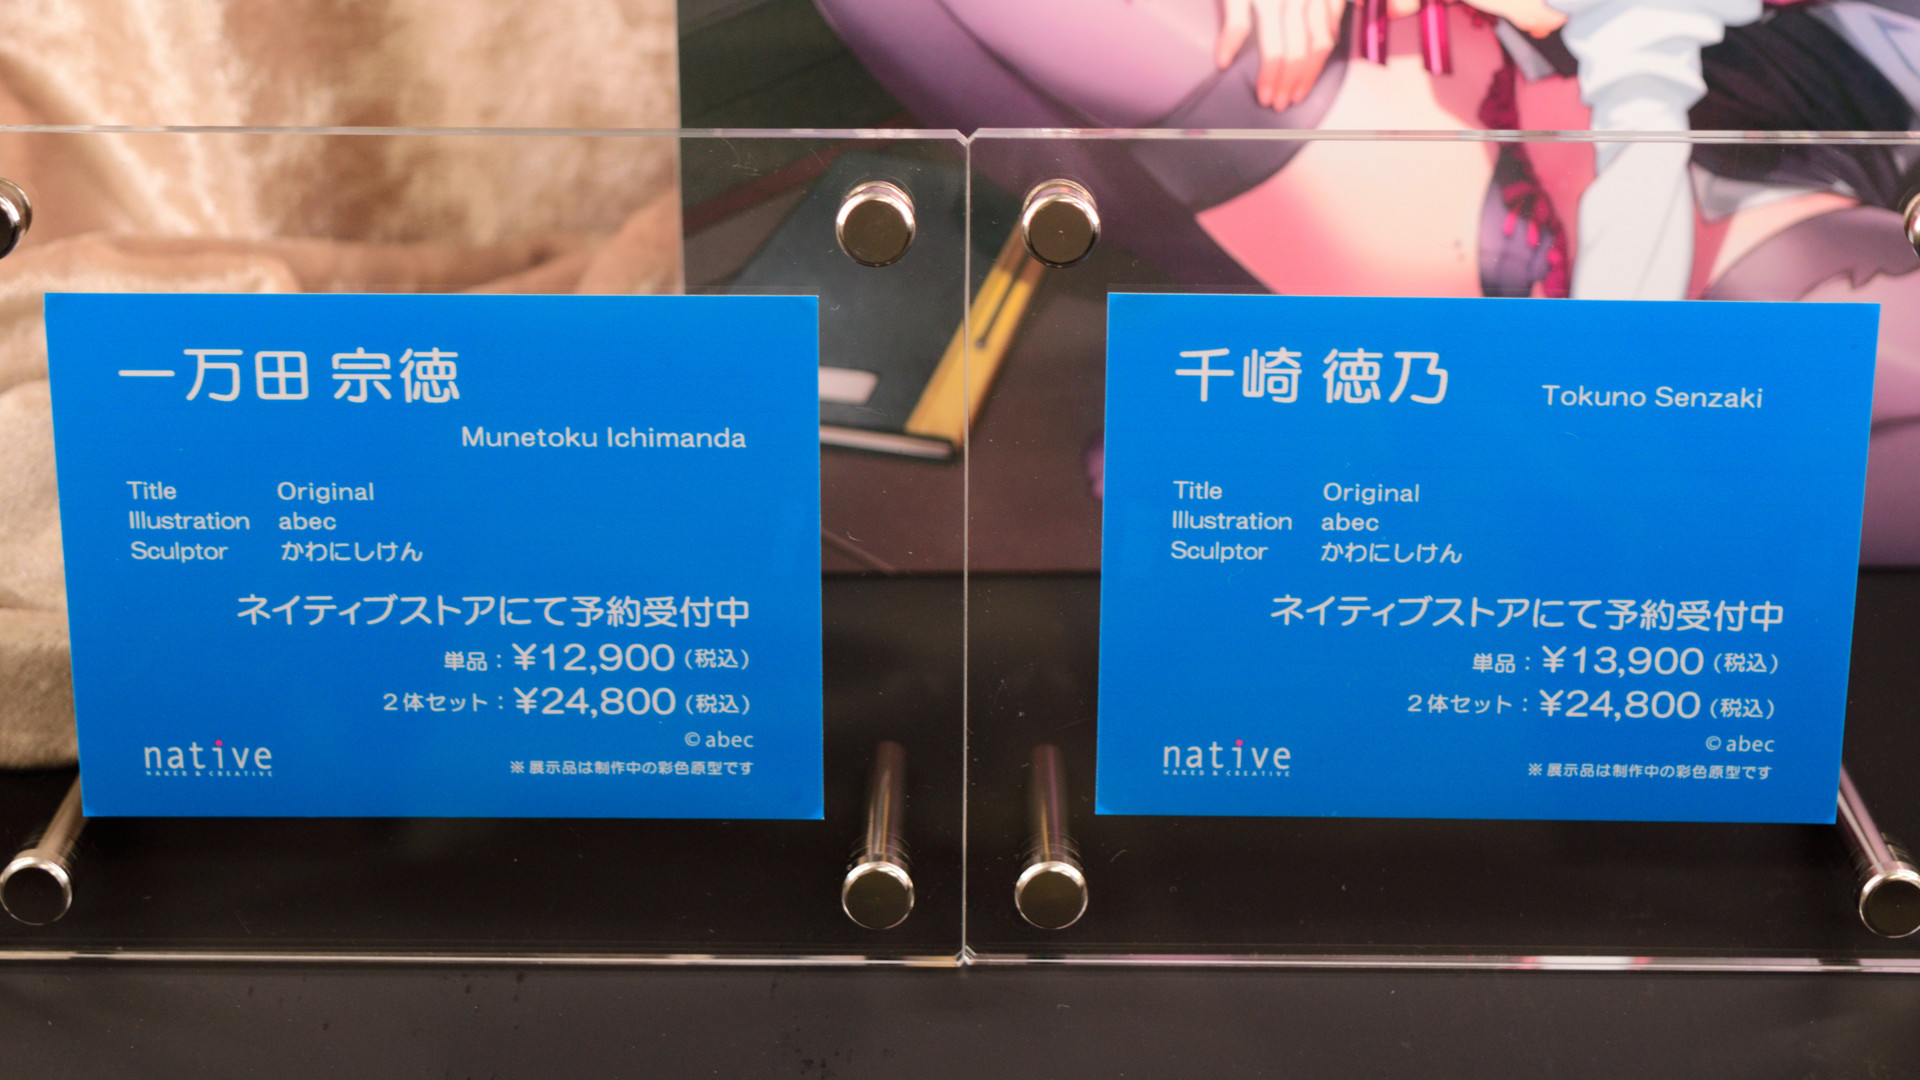 一万田 宗徳
Munetoku Ichimanda
Title Original
Illustration abec
Sculptor かわにしけん
ネイティブストアにて予約受付中
単品：¥12,900（税込）
2体セット：¥24,800（税込）
©abec
native
NAKED & CREATIVE
※展示品は制作中の彩色原型です
千崎 徳乃
Tokuno Senzaki
Title Original
Illustration abec
Sculptor かわにしけん
ネイティブストアにて予約受付中
単品：¥13,900（税込）
2体セット：¥24,800（税込）
©abec
native
NAKED & CREATIVE
※展示品は制作中の彩色原型です